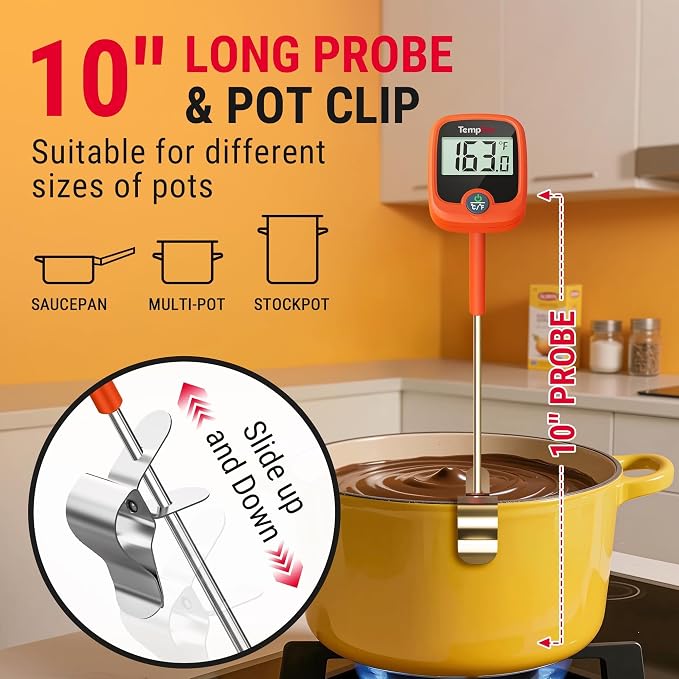 10" LONG PROBE
& POT CLIP
Suitable for different
sizes of pots
SAUCEPAN MULTI-POT STOCKPOT
Slide up
and Down
163.0 °F
°C/°F
10" PROBE